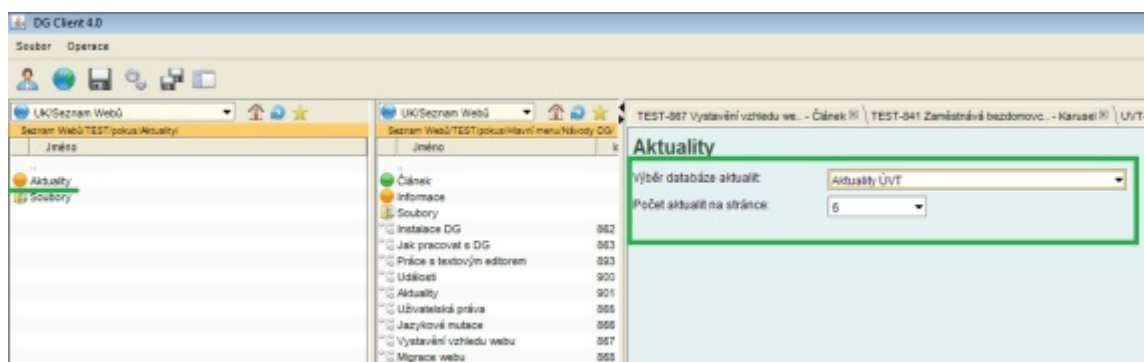 DG Client 4.0
Soubor Operace
UK/Seznam Webů
Seznam Webů/TEST/pokus/Aktuality/
Jméno
..
Aktuality
Soubory
UK/Seznam Webů
Seznam Webů/TEST/pokus/Hlavní menu/Návody DG/
Jméno
..
Článek
Informace
Soubory
Instalace DG 862
Jak pracovat s DG 863
Práce s textovým editorem 893
Události 900
Aktuality 901
Uživatelská práva 865
Jazykové mutace 866
Vystavění vzhledu webu 867
Migrace webu 868
TEST-867 Vystavění vzhledu we.. - Článek TEST-841 Zaměstnává bezdomovc.. - Karusel UVT-
Aktuality
Výběr databáze aktualit: Aktuality ÚVT
Počet aktualit na stránce: 6